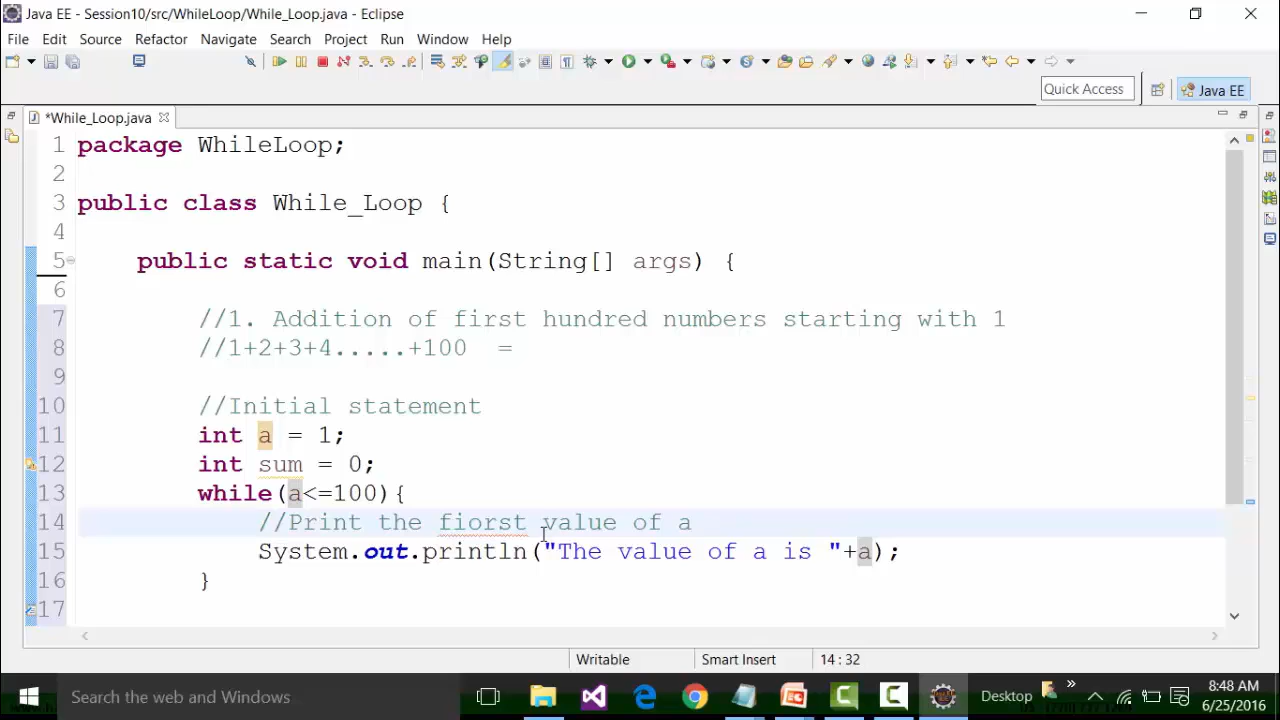 Java EE - Session10/src/WhileLoop/While_Loop.java - Eclipse
File Edit Source Refactor Navigate Search Project Run Window Help
Quick Access
Java EE
*While_Loop.java
1 package WhileLoop;
2
3 public class While_Loop {
4
5 public static void main(String[] args) {
6
7 //1. Addition of first hundred numbers starting with 1
8 //1+2+3+4.....+100 =
9
10 //Initial statement
11 int a = 1;
12 int sum = 0;
13 while(a<=100){
14 //Print the fiorst value of a
15 System.out.println("The value of a is "+a);
16 }
17
Writable Smart Insert 14 : 32
Search the web and Windows
Desktop
8:48 AM
6/25/2016